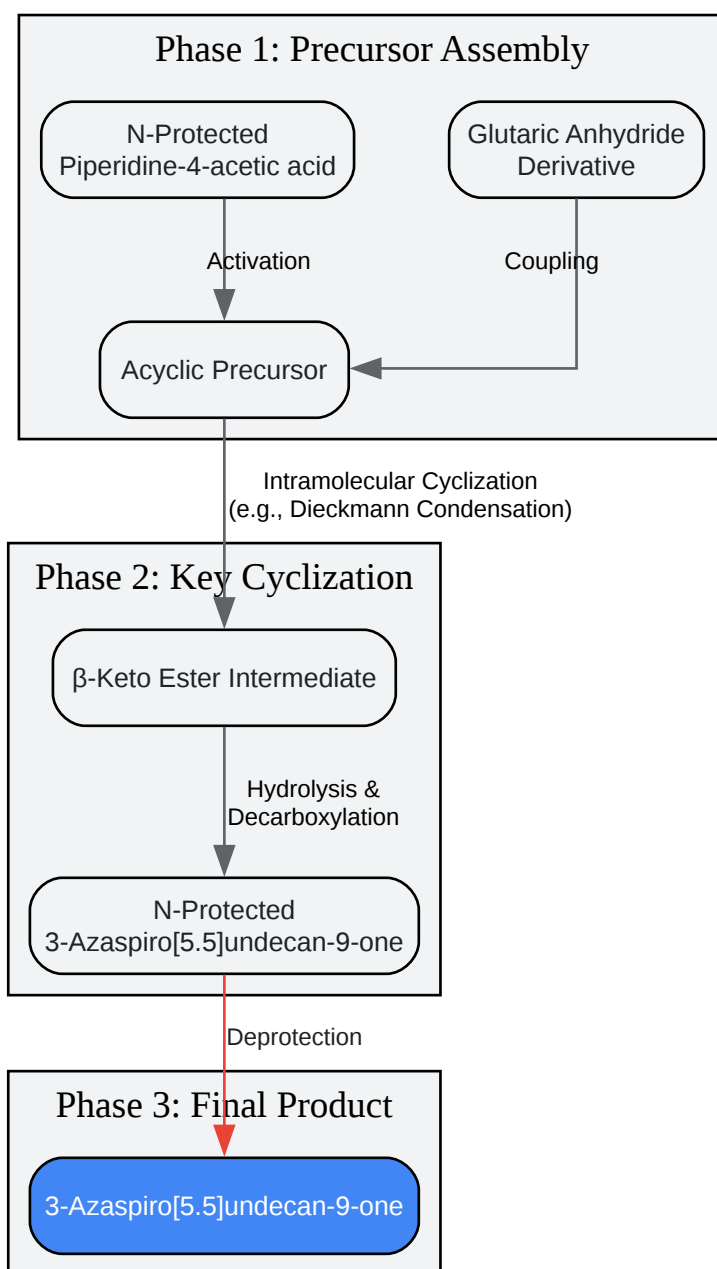 Phase 1: Precursor Assembly
N-Protected
Piperidine-4-acetic acid
Glutaric Anhydride
Derivative
Activation
Coupling
Acyclic Precursor
Intramolecular Cyclization
(e.g., Dieckmann Condensation)
Phase 2: Key Cyclization
β-Keto Ester Intermediate
Hydrolysis &
Decarboxylation
N-Protected
3-Azaspiro[5.5]undecan-9-one
Deprotection
Phase 3: Final Product
3-Azaspiro[5.5]undecan-9-one